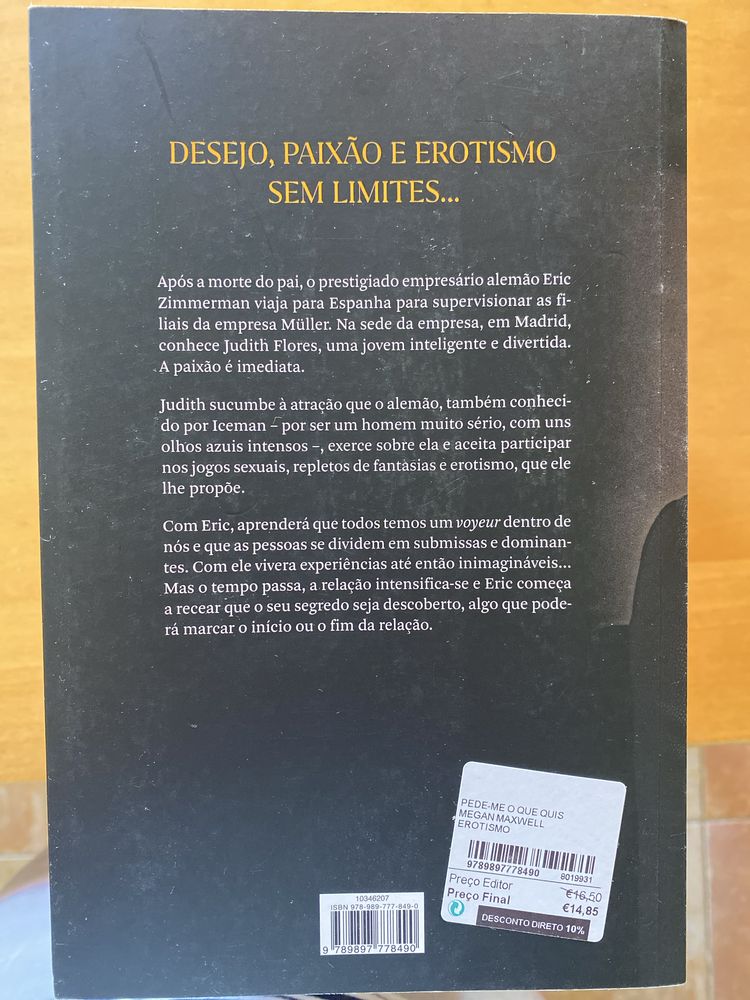 DESEJO, PAIXÃO E EROTISMO
SEM LIMITES...
Após a morte do pai, o prestigiado empresário alemão Eric
Zimmerman viaja para Espanha para supervisionar as fi-
liais da empresa Müller. Na sede da empresa, em Madrid,
conhece Judith Flores, uma jovem inteligente e divertida.
A paixão é imediata.
Judith sucumbe à atração que o alemão, também conheci-
do por Iceman – por ser um homem muito sério, com uns
olhos azuis intensos –, exerce sobre ela e aceita participar
nos jogos sexuais, repletos de fantasias e erotismo, que ele
lhe propõe.
Com Eric, aprenderá que todos temos um voyeur dentro de
nós e que as pessoas se dividem em submissas e dominan-
tes. Com ele vivera experiências até então inimagináveis...
Mas o tempo passa, a relação intensifica-se e Eric começa
a recear que o seu segredo seja descoberto, algo que pode-
rá marcar o início ou o fim da relação.
PEDE-ME O QUE QUIS
MEGAN MAXWELL
EROTISMO
9789897778490 8019931
Preço Editor €16,50
Preço Final €14,85
DESCONTO DIRETO 10%
10346207
ISBN 978-989-777-849-0
9 789897 778490